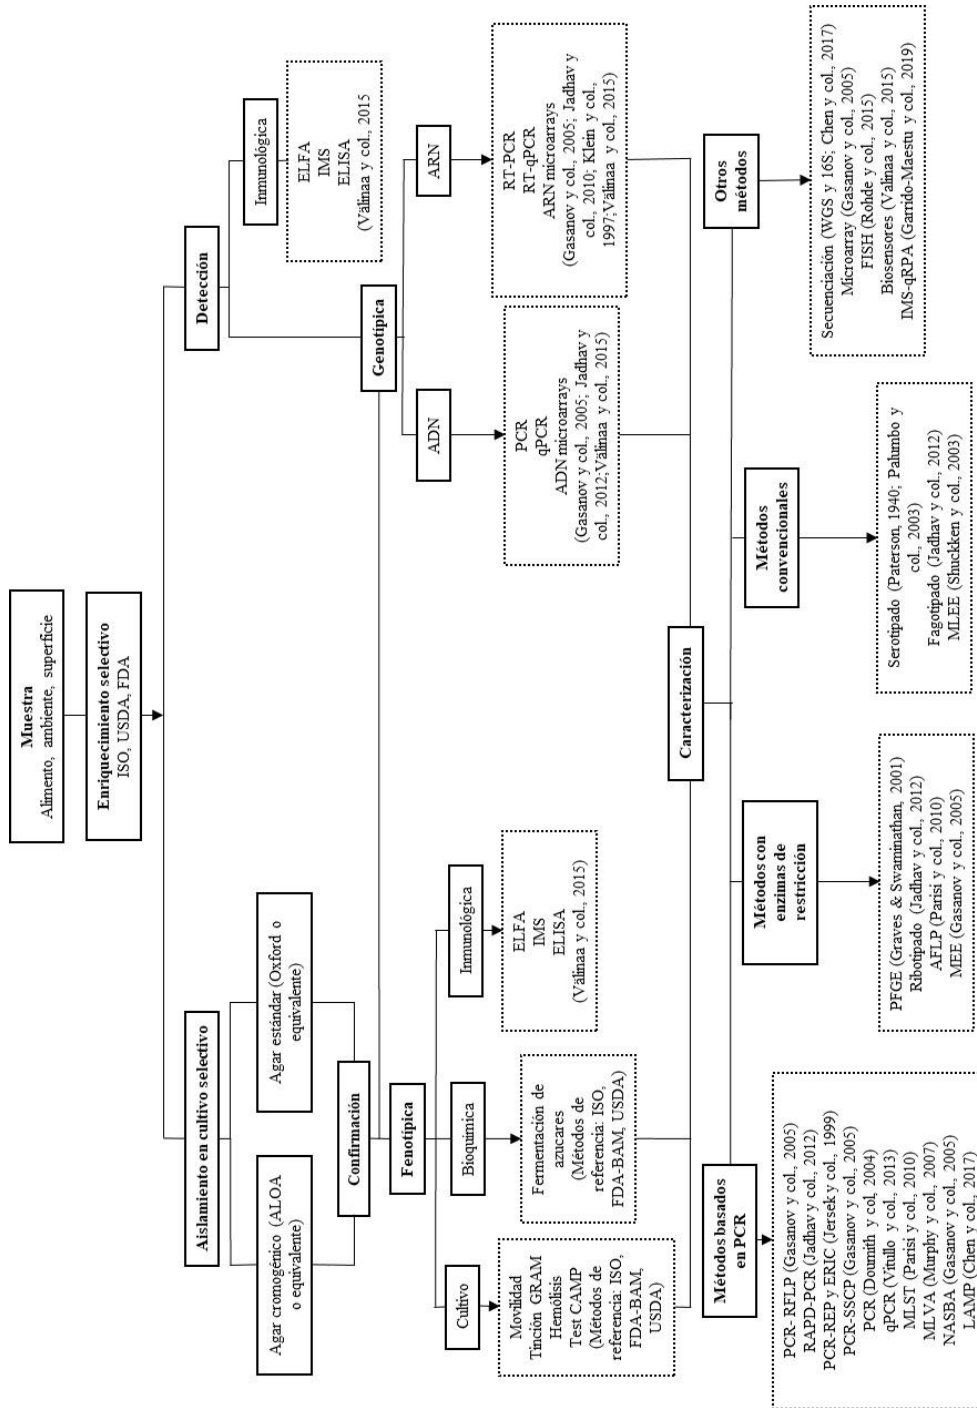 Muestra
Alimento, ambiente, superficie
Enriquecimiento selectivo
ISO, USDA, FDA
Aislamiento en cultivo selectivo
Detección
Agar cromogénico (ALOA
o equivalente)
Agar estándar (Oxford o
equivalente)
Inmunológica
ELFA
IMS
ELISA
(Välinaa y col., 2015
Confirmación
Genotípica
Fenotípica
ADN
ARN
Cultivo
Bioquímica
Inmunológica
Movilidad
Tinción GRAM
Hemólisis
Test CAMP
(Métodos de
referencia: ISO,
FDA-BAM,
USDA)
Fermentación de
azucares
(Métodos de
referencia: ISO,
FDA-BAM, USDA)
ELFA
IMS
ELISA
(Välinaa y col., 2015)
PCR
qPCR
ADN microarrays
(Gasanov y col., 2005; Jadhav y
col., 2012;Välinaa y col., 2015)
RT-PCR
RT-qPCR
ARN microarrays
(Gasanov y col., 2005; Jadhav y
col., 2010; Klein y col.,
1997;Välinaa y col., 2015)
Caracterización
Métodos basados
en PCR
Métodos con
enzimas de
restricción
Métodos
convencionales
Otros
métodos
PCR- RFLP (Gasanov y col., 2005)
RAPD-PCR (Jadhav y col., 2012)
PCR-REP y ERIC (Jersek y col., 1999)
PCR-SSCP (Gasanov y col., 2005)
PCR (Doumith y col, 2004)
qPCR (Vitullo y col., 2013)
MLST (Parisi y col., 2010)
MLVA (Murphy y col., 2007)
NASBA (Gasanov y col., 2005)
LAMP (Chen y col., 2017)
PFGE (Graves & Swaminathan, 2001)
Ribotipado (Jadhav y col., 2012)
AFLP (Parisi y col., 2010)
MEE (Gasanov y col., 2005)
Serotipado (Paterson, 1940; Palumbo y
col., 2003)
Fagotipado (Jadhav y col., 2012)
MLEE (Shuckken y col., 2003)
Secuenciación (WGS y 16S; Chen y col., 2017)
Microarray (Gasanov y col., 2005)
FISH (Rohde y col., 2015)
Biosensores (Valinaa y col., 2015)
IMS-qRPA (Garrido-Maestu y col., 2019)